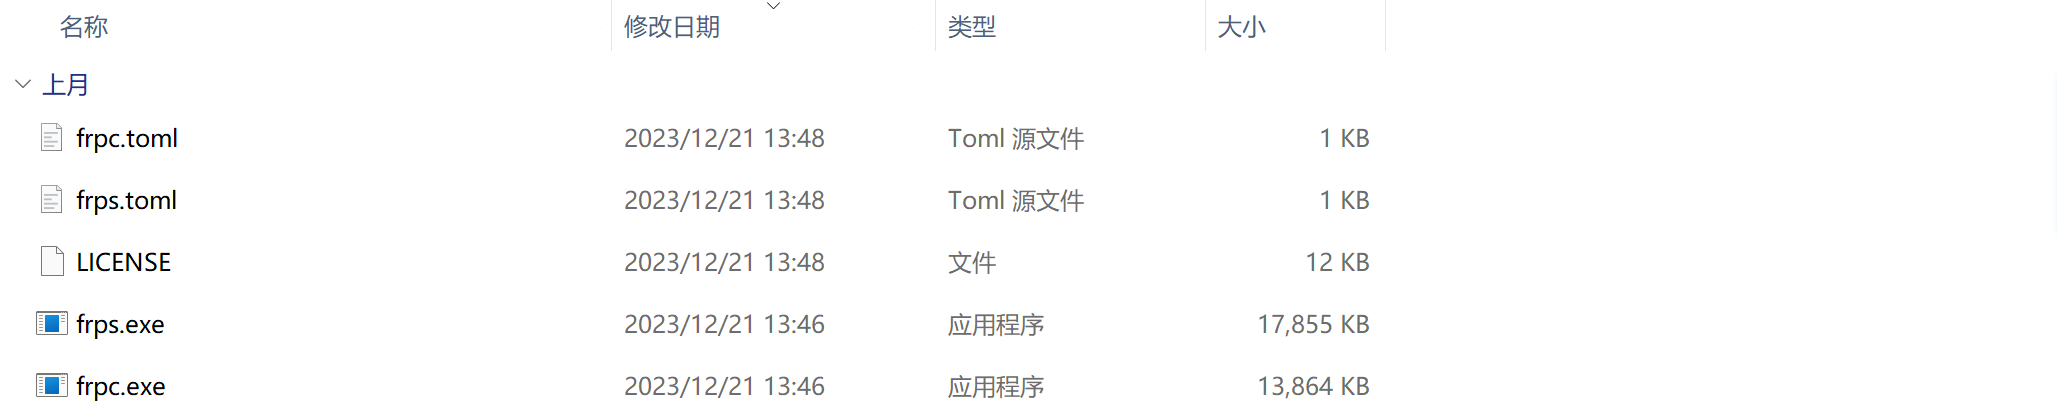 名称 修改日期 类型 大小
上月
frpc.toml 2023/12/21 13:48 Toml 源文件 1 KB
frps.toml 2023/12/21 13:48 Toml 源文件 1 KB
LICENSE 2023/12/21 13:48 文件 12 KB
frps.exe 2023/12/21 13:46 应用程序 17,855 KB
frpc.exe 2023/12/21 13:46 应用程序 13,864 KB